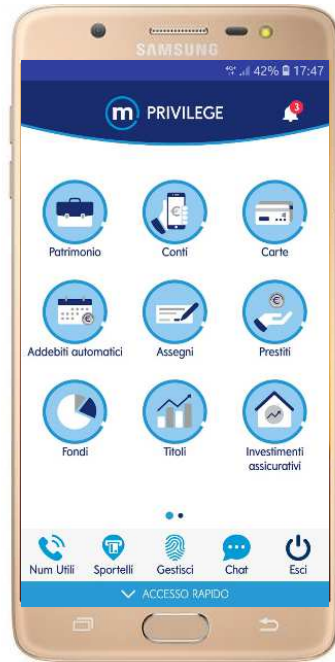 SAMSUNG
4G+ 42% 17:47
m PRIVILEGE
3
Patrimonio Conti Carte
Addebiti automatici Assegni Prestiti
Fondi Titoli Investimenti
assicurativi
Num Utili Sportelli Gestisci Chat Esci
ACCESSO RAPIDO